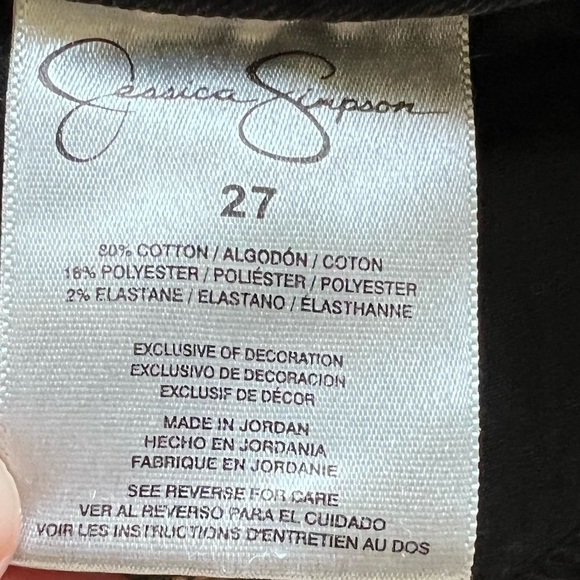 Jessica Simpson
27
80% COTTON / ALGODÓN / COTON
18% POLYESTER / POLIÉSTER / POLYESTER
2% ELASTANE / ELASTANO / ÉLASTHANNE
EXCLUSIVE OF DECORATION
EXCLUSIVO DE DECORACION
EXCLUSIF DE DÉCOR
MADE IN JORDAN
HECHO EN JORDANIA
FABRIQUE EN JORDANIE
SEE REVERSE FOR CARE
VER AL REVERSO PARA EL CUIDADO
VOIR LES INSTRUCTIONS D'ENTRETIEN AU DOS